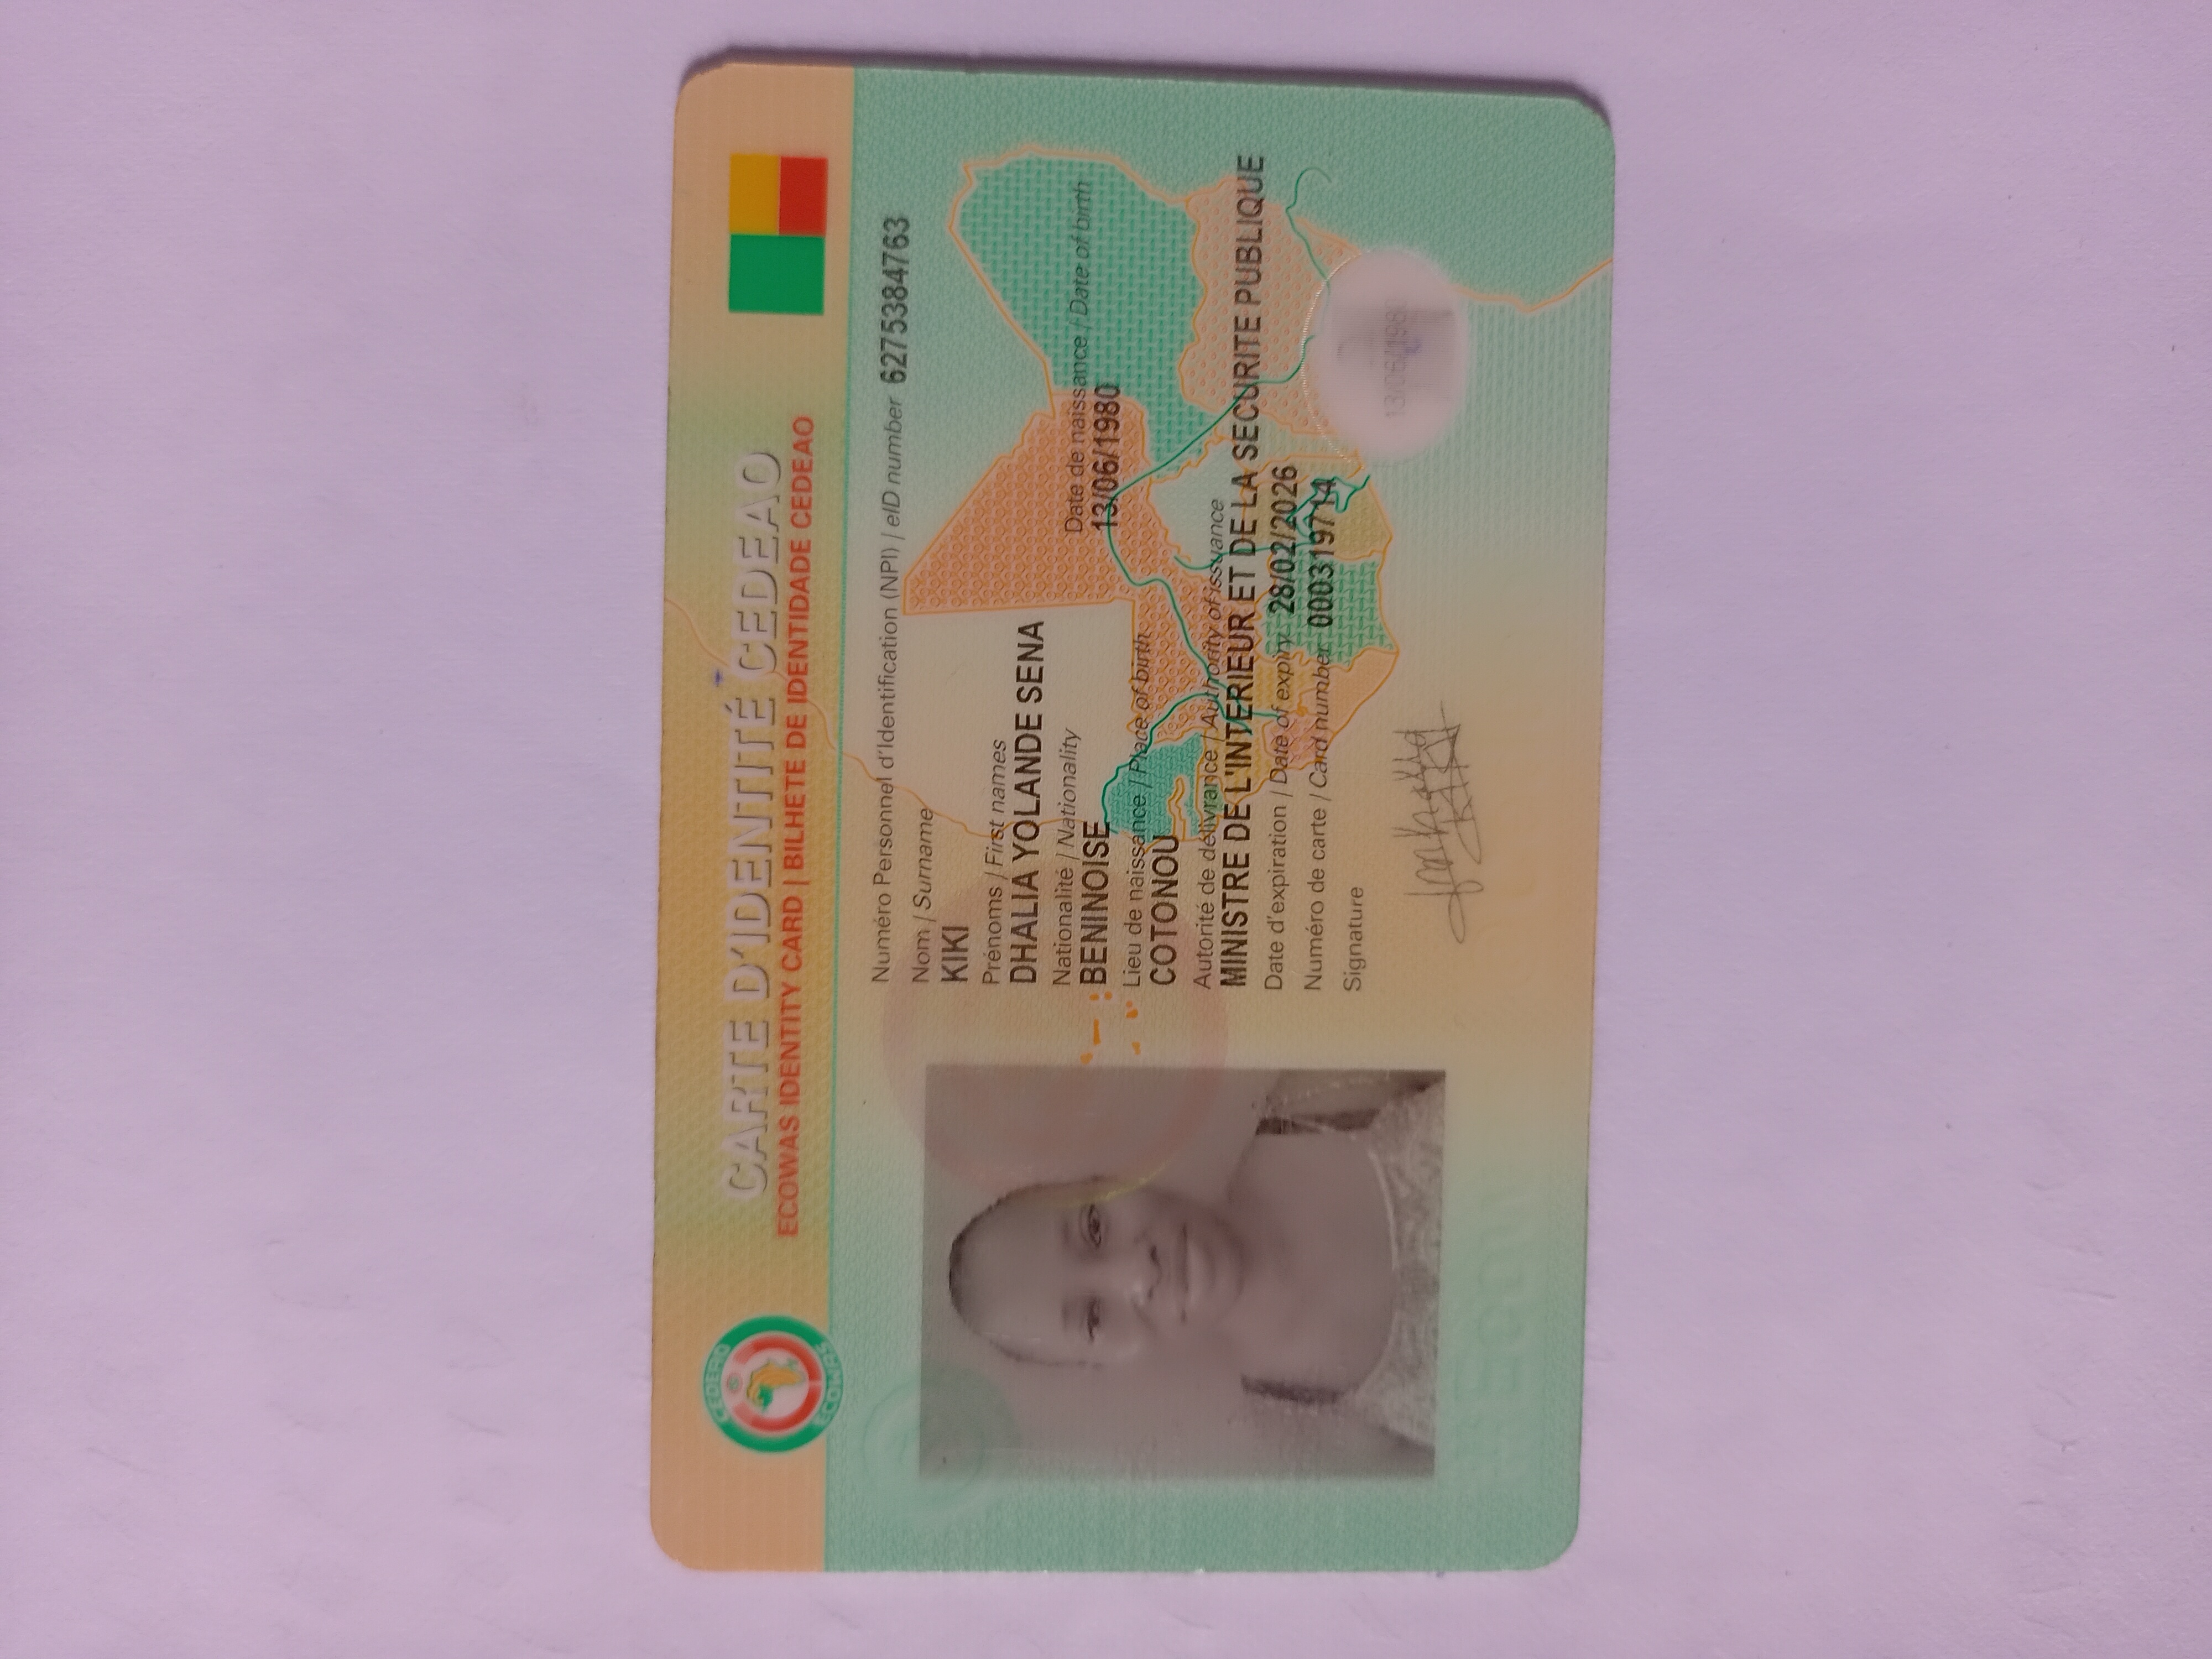 CEDEAO
ECOWAS
CARTE D'IDENTITÉ CEDEAO
ECOWAS IDENTITY CARD | BILHETE DE IDENTIDADE CEDEAO
Numéro Personnel d'Identification (NPI) / eID number 6275384763
Nom / Surname
KIKI
Prénoms / First names
DHALIA YOLANDE SENA
Nationalité / Nationality
BENINOISE
Date de naissance / Date of birth
13/06/1980
Lieu de naissance / Place of birth
COTONOU
Autorité de délivrance / Authority of issuance
MINISTRE DE L'INTERIEUR ET DE LA SECURITE PUBLIQUE
Date d'expiration / Date of expiry 28/02/2026
Numéro de carte / Card number 000319714
Signature
13/06/1980